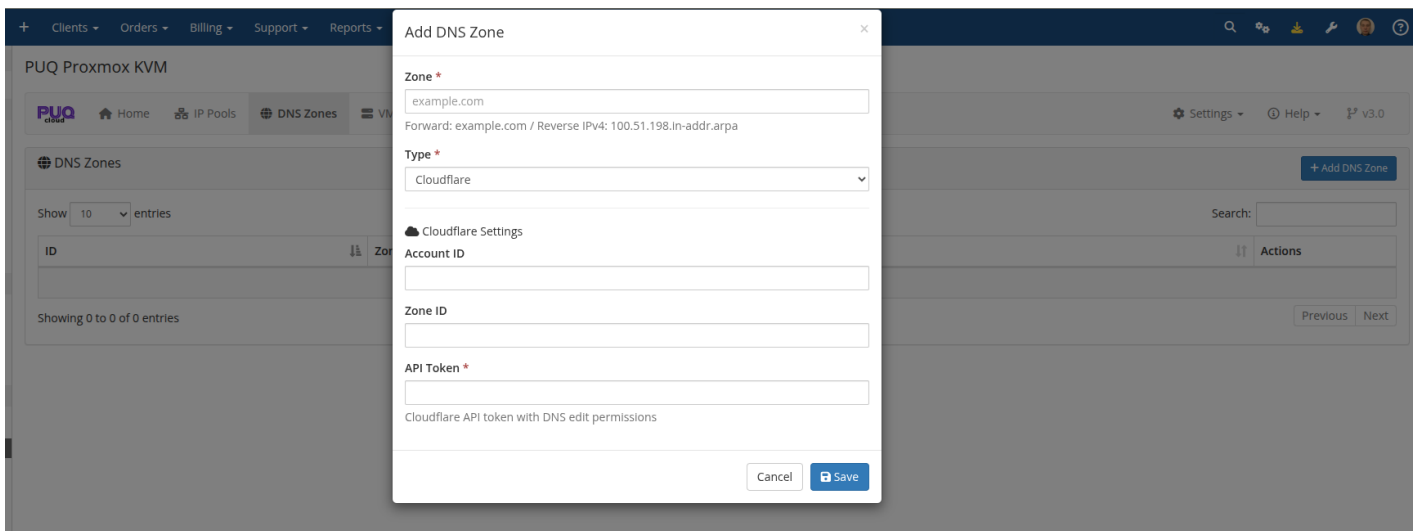 + Clients Orders Billing Support Reports
Add DNS Zone ×
PUQ Proxmox KVM
Zone *
example.com
Forward: example.com / Reverse IPv4: 100.51.198.in-addr.arpa
PUQ cloud Home IP Pools DNS Zones Settings Help v3.0
Type *
Cloudflare
DNS Zones + Add DNS Zone
Show 10 entries Search:
Cloudflare Settings
ID Actions
Account ID
Zone ID
Showing 0 to 0 of 0 entries Previous Next
API Token *
Cloudflare API token with DNS edit permissions
Cancel Save